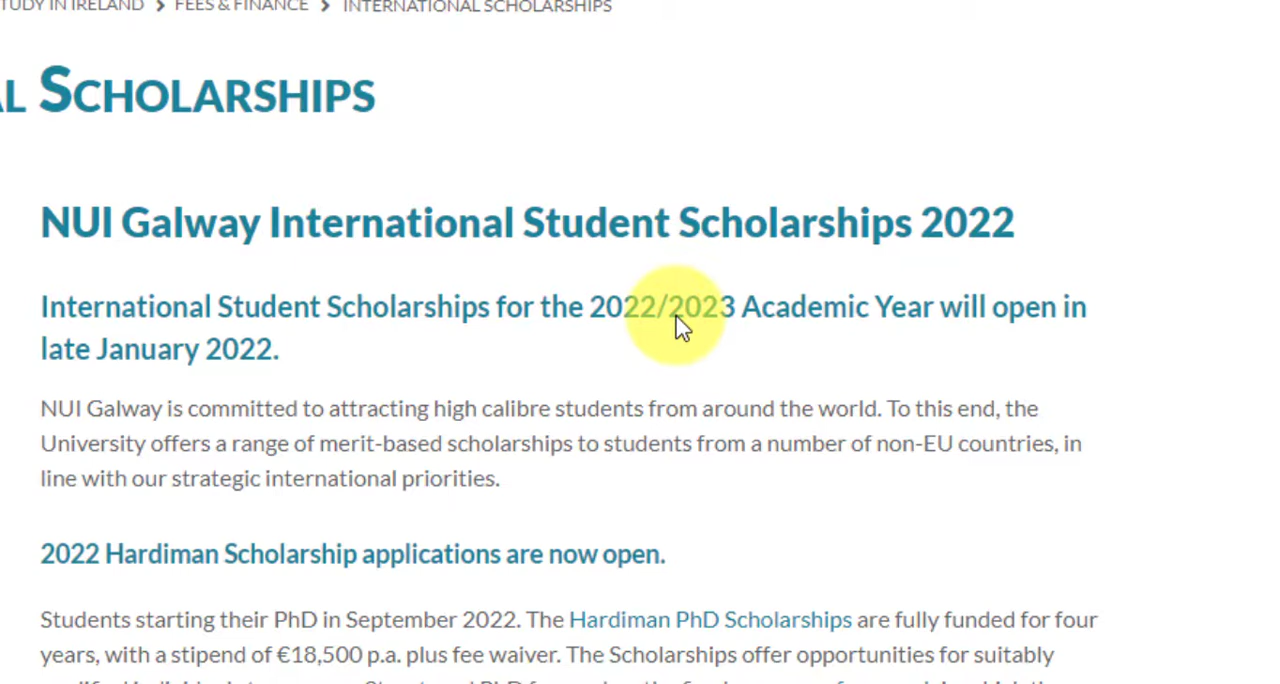 STUDY IN IRELAND > FEES & FINANCE > INTERNATIONAL SCHOLARSHIPS
AL SCHOLARSHIPS
NUI Galway International Student Scholarships 2022
International Student Scholarships for the 2022/2023 Academic Year will open in
late January 2022.
NUI Galway is committed to attracting high calibre students from around the world. To this end, the
University offers a range of merit-based scholarships to students from a number of non-EU countries, in
line with our strategic international priorities.
2022 Hardiman Scholarship applications are now open.
Students starting their PhD in September 2022. The Hardiman PhD Scholarships are fully funded for four
years, with a stipend of €18,500 p.a. plus fee waiver. The Scholarships offer opportunities for suitably